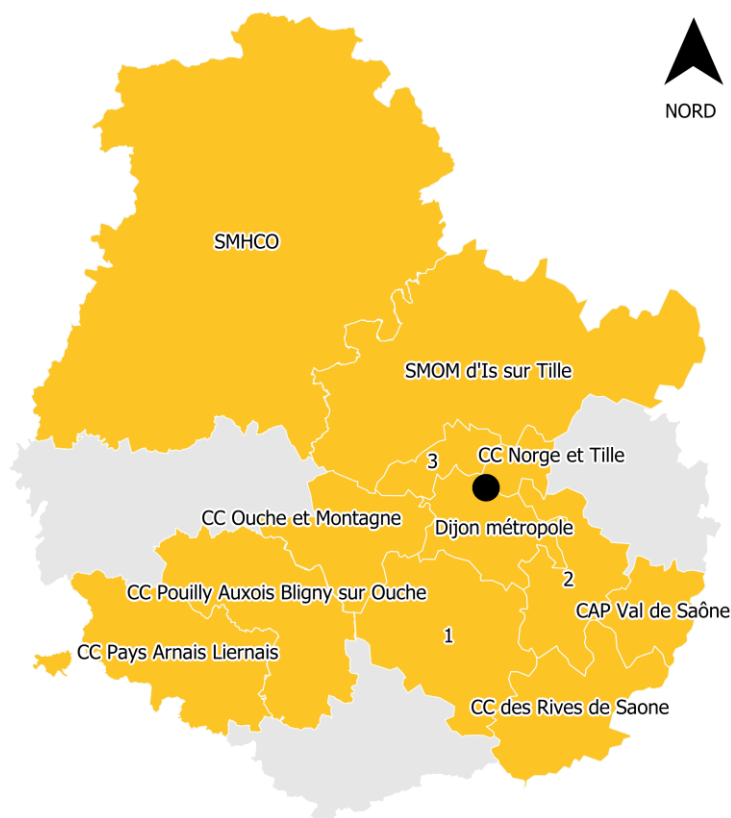 NORD
SMHCO
SMOM d'Is sur Tille
CC Norge et Tille
3
CC Ouche et Montagne
Dijon métropole
2
CC Pouilly Auxois Bligny sur Ouche
CAP Val de Saône
1
CC Pays Arnais Liernais
CC des Rives de Saone